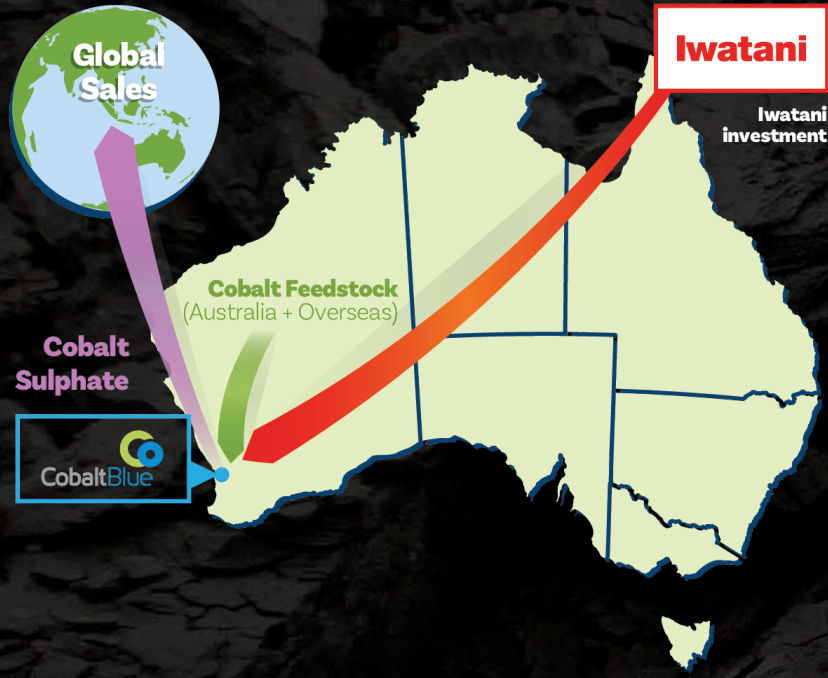 Global
Sales
Iwatani
Iwatani
investment
Cobalt Feedstock
(Australia + Overseas)
Cobalt
Sulphate
CobaltBlue